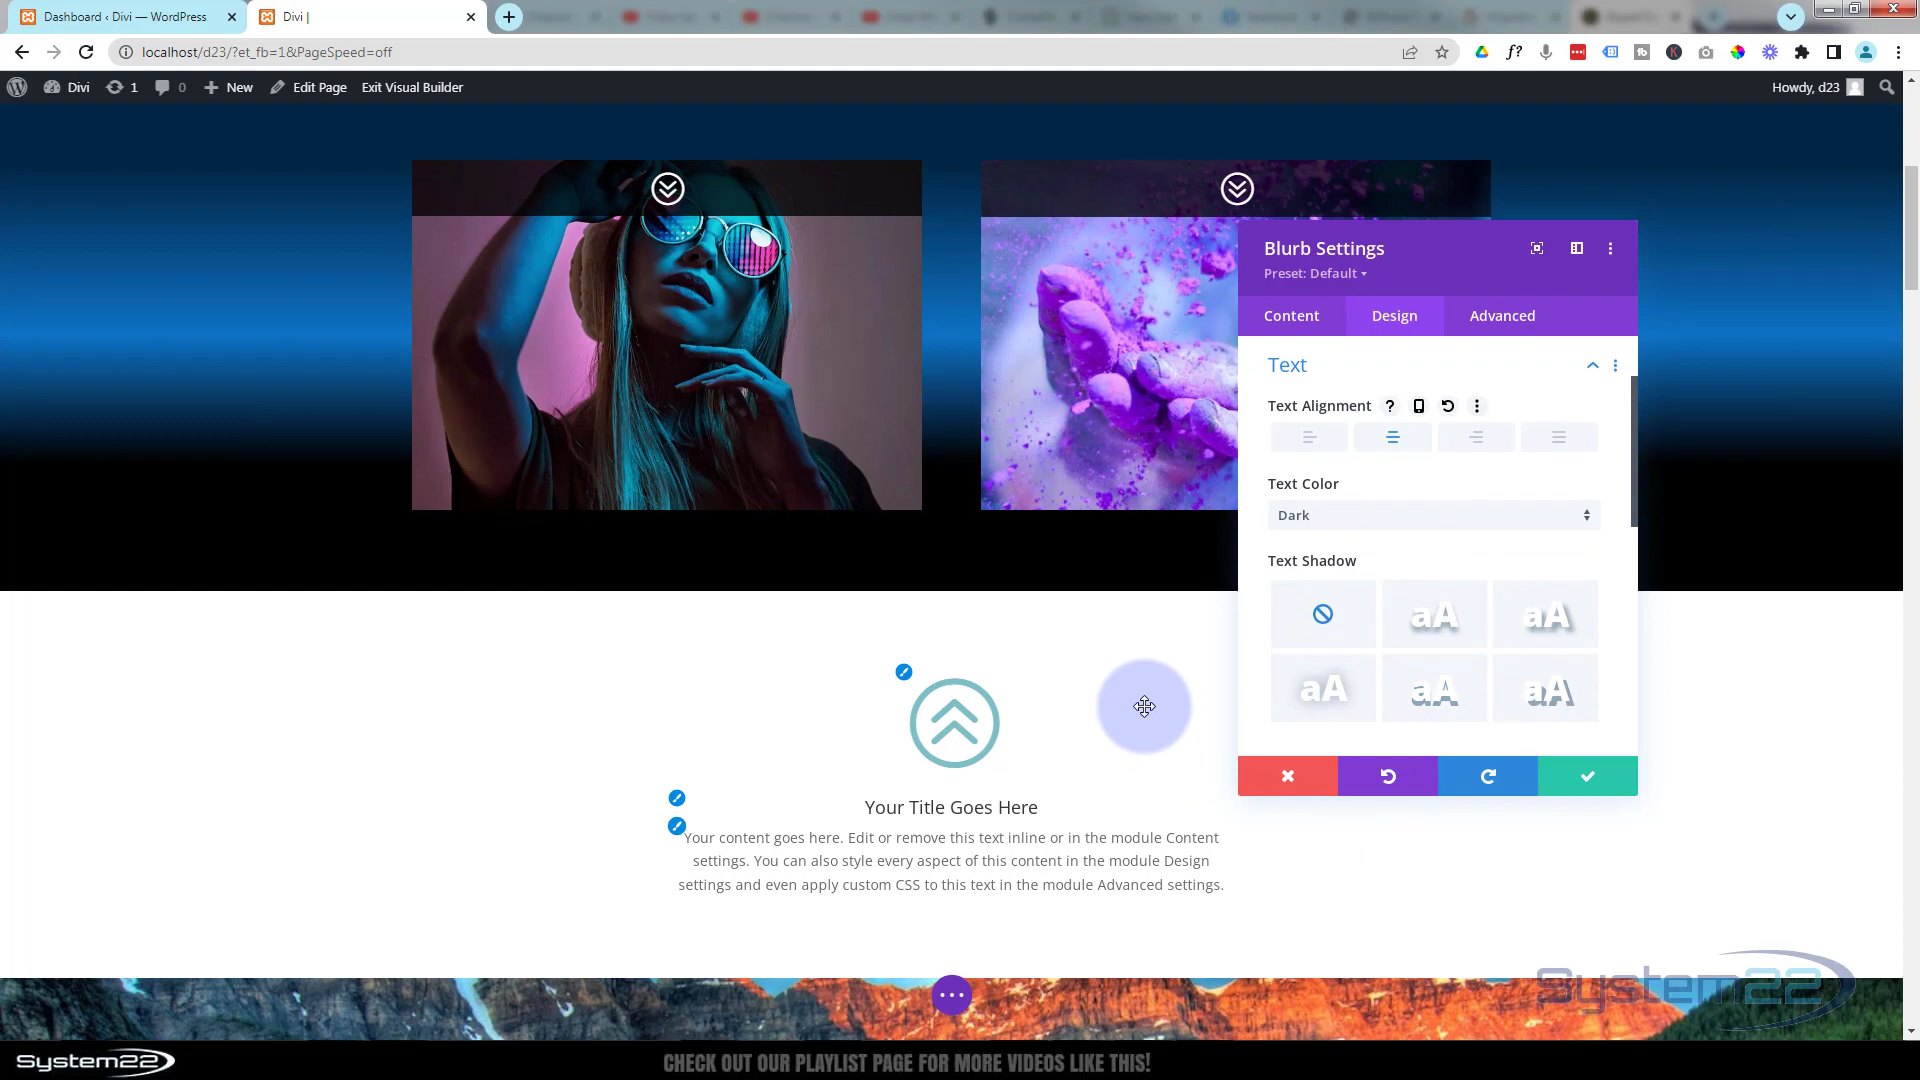 Dashboard ‹ Divi — WordPress
Divi |
localhost/d23/?et_fb=1&PageSpeed=off
Divi 1 0 New Edit Page Exit Visual Builder Howdy, d23
Blurb Settings
Preset: Default
Content Design Advanced
Text
Text Alignment ?
Text Color
Dark
Text Shadow
aA aA
aA aA aA
Your Title Goes Here
Your content goes here. Edit or remove this text inline or in the module Content
settings. You can also style every aspect of this content in the module Design
settings and even apply custom CSS to this text in the module Advanced settings.
System22
System22
CHECK OUT OUR PLAYLIST PAGE FOR MORE VIDEOS LIKE THIS!